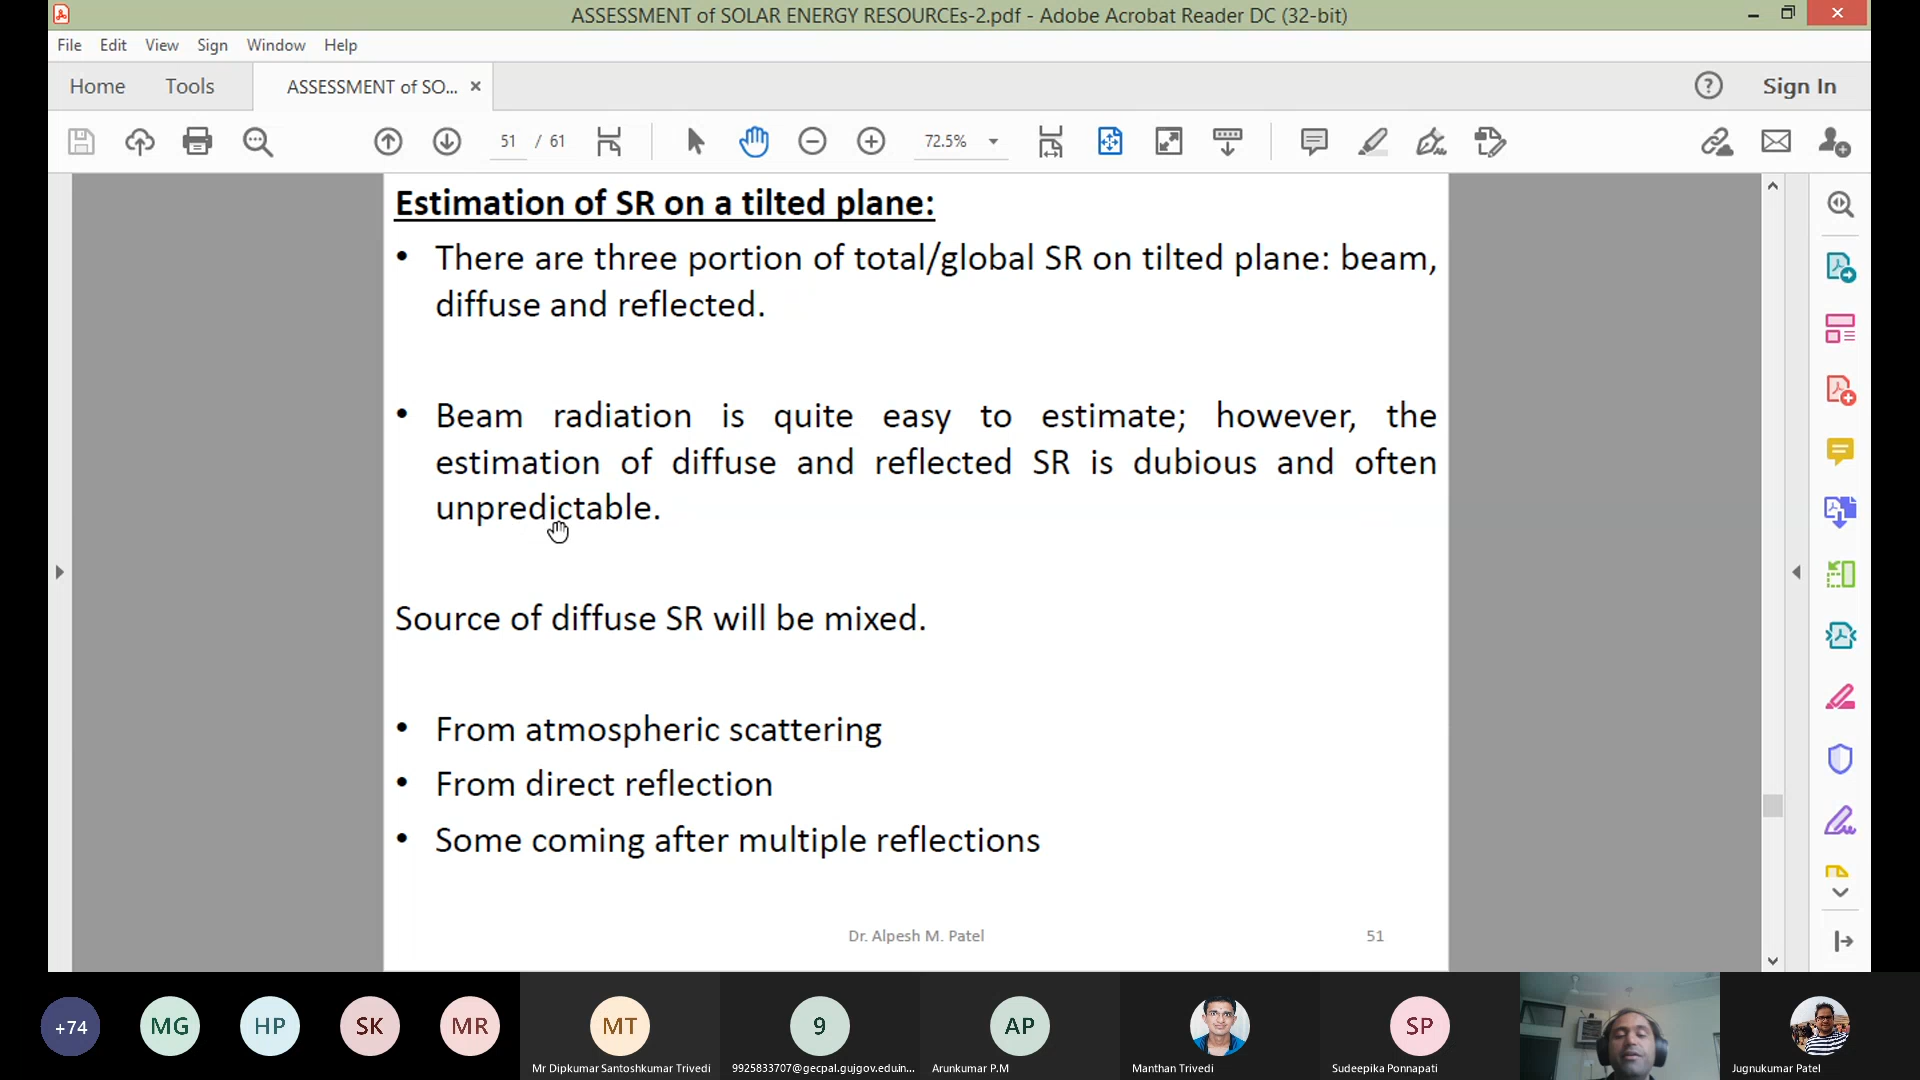 ASSESSMENT of SOLAR ENERGY RESOURCEs-2.pdf - Adobe Acrobat Reader DC (32-bit)
File Edit View Sign Window Help
Home Tools ASSESSMENT of SO... × Sign In
51 / 61 72.5%
Estimation of SR on a tilted plane:
• There are three portion of total/global SR on tilted plane: beam,
diffuse and reflected.
• Beam radiation is quite easy to estimate; however, the
estimation of diffuse and reflected SR is dubious and often
unpredictable.
Source of diffuse SR will be mixed.
• From atmospheric scattering
• From direct reflection
• Some coming after multiple reflections
Dr. Alpesh M. Patel 51
+74 MG HP SK MR MT 9 AP SP
Mr Dipkumar Santoshkumar Trivedi 9925833707@gecpal.gujgov.eduin... Arunkumar P.M Manthan Trivedi Sudeepika Ponnapati Jugnukumar Patel